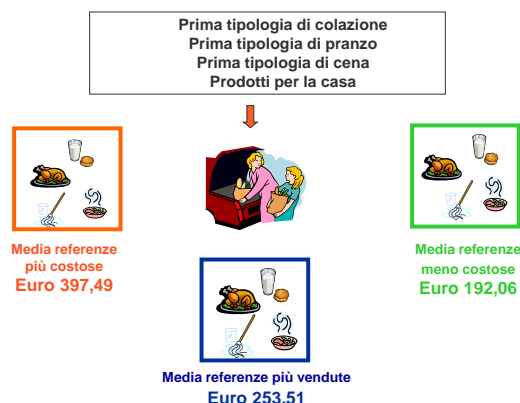 Prima tipologia di colazione
Prima tipologia di pranzo
Prima tipologia di cena
Prodotti per la casa
Media referenze
più costose
Euro 397,49
Media referenze
meno costose
Euro 192,06
Media referenze più vendute
Euro 253,51